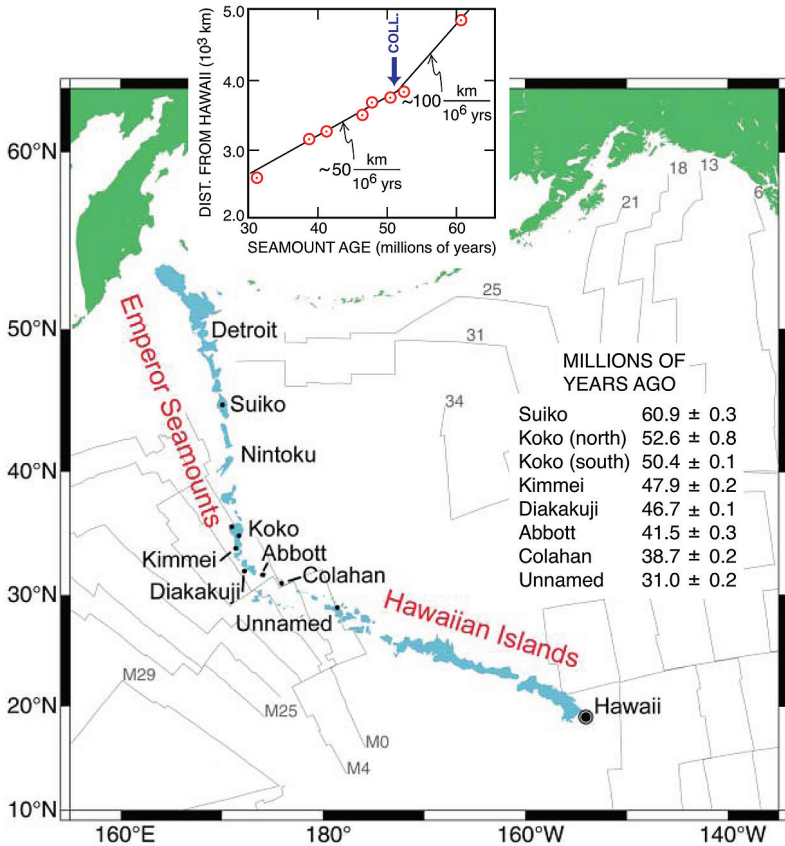 5.0
4.0
3.0
2.0
DIST. FROM HAWAII (10³ km)
COLL.
~100 km
10⁶ yrs
~50 km
10⁶ yrs
30 40 50 60
SEAMOUNT AGE (millions of years)
60°N
50°N
40°N
30°N
20°N
10°N
18 13
21 6
25
31
34
Emperor Seamounts
Detroit
Suiko
Nintoku
Koko
Kimmei
Abbott
Diakakuji
Colahan
Unnamed
Hawaiian Islands
Hawaii
MILLIONS OF
YEARS AGO
Suiko 60.9 ± 0.3
Koko (north) 52.6 ± 0.8
Koko (south) 50.4 ± 0.1
Kimmei 47.9 ± 0.2
Diakakuji 46.7 ± 0.1
Abbott 41.5 ± 0.3
Colahan 38.7 ± 0.2
Unnamed 31.0 ± 0.2
M29
M25
M0
M4
160°E 180° 160°W 140°W